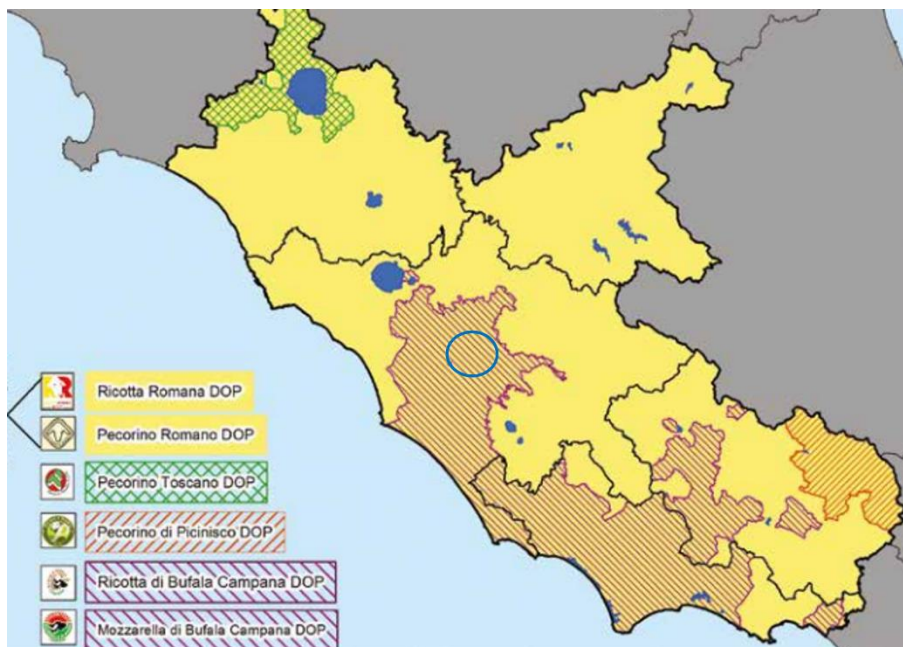 Ricotta Romana DOP
Pecorino Romano DOP
Pecorino Toscano DOP
Pecorino di Picinisco DOP
Ricotta di Bufala Campana DOP
Mozzarella di Bufala Campana DOP